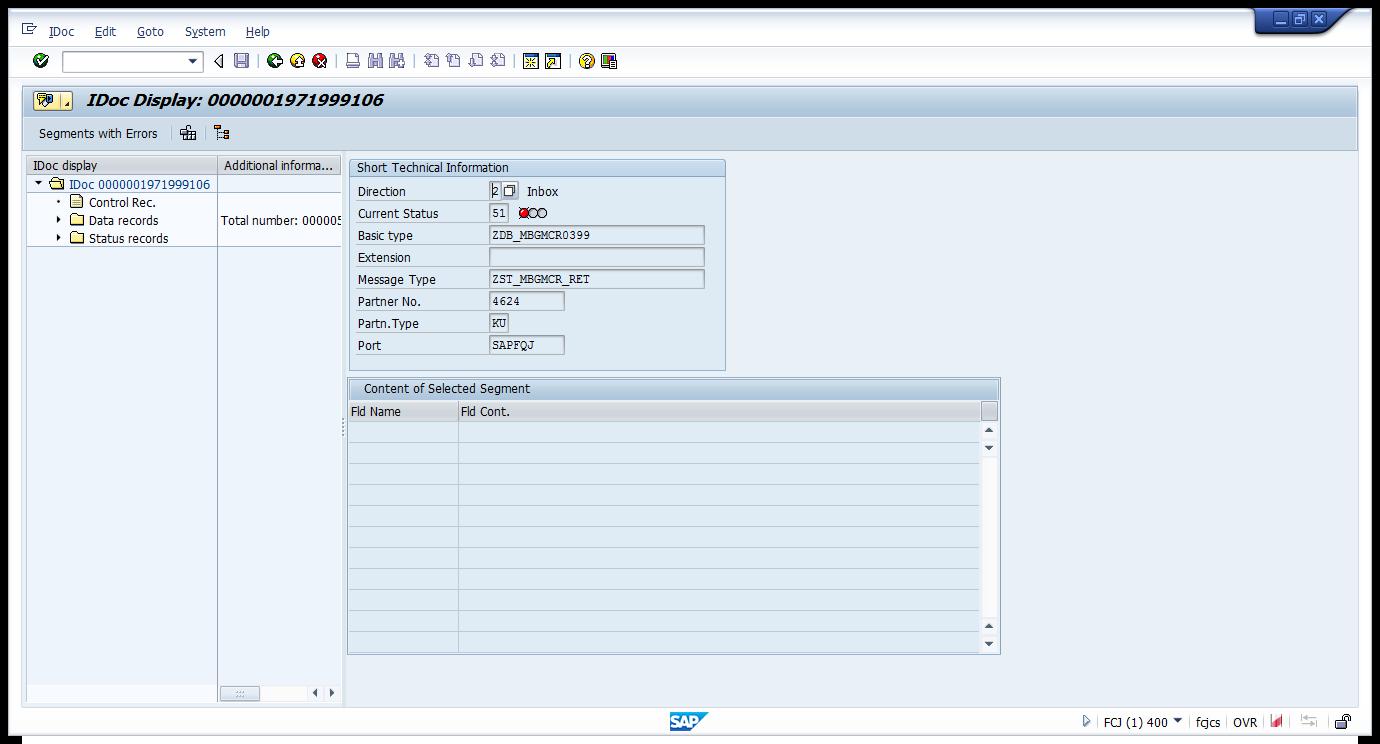 IDoc Edit Goto System Help
IDoc Display: 0000001971999106
Segments with Errors
IDoc display Additional informa...
IDoc 0000001971999106
Control Rec.
Data records Total number: 000005
Status records
Short Technical Information
Direction 2 Inbox
Current Status 51
Basic type ZDB_MBGMCR0399
Extension
Message Type ZST_MBGMCR_RET
Partner No. 4624
Partn.Type KU
Port SAPFQJ
Content of Selected Segment
Fld Name Fld Cont.
SAP
FCJ (1) 400 fcjcs OVR